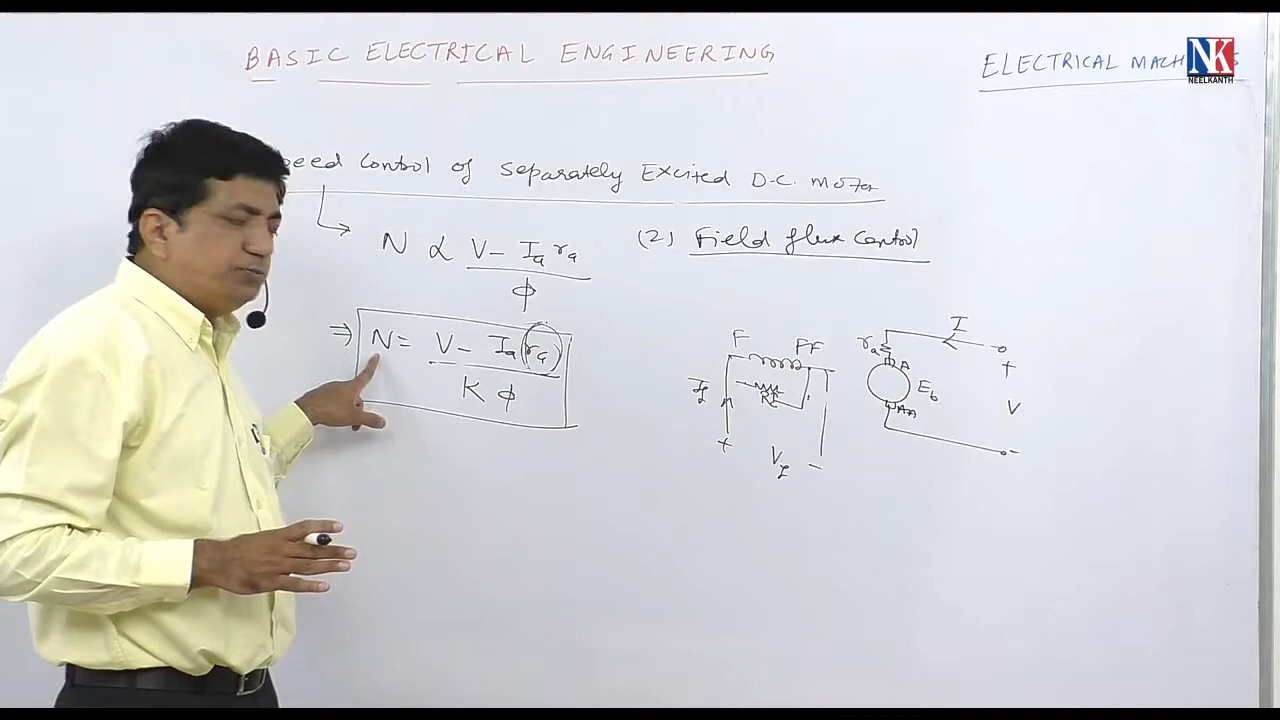 BASIC ELECTRICAL ENGINEERING
ELECTRICAL MACH S
NK
NEELKANTH
peed Control of Separately Excited D.C. motor
N ∝ V - Ia ra
ϕ
(2) Field flux Control
⇒ N = V - Ia (ra)
K ϕ
F FF
If
Rf
+ Vf -
I
ra
A
Eb
AA
+
V
-